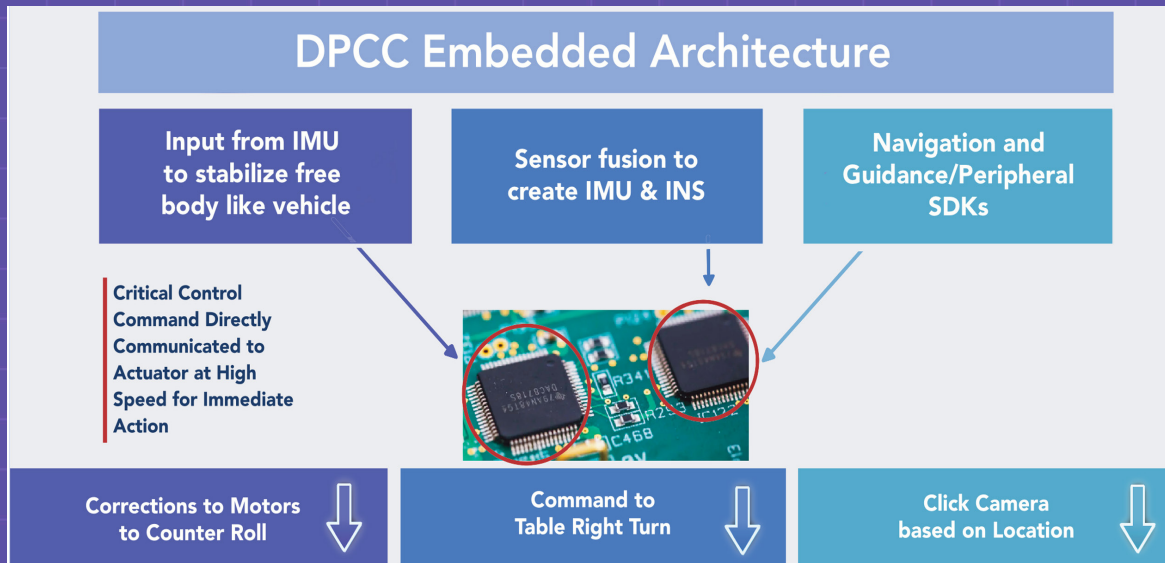 DPCC Embedded Architecture
Input from IMU
to stabilize free
body like vehicle
Sensor fusion to
create IMU & INS
Navigation and
Guidance/Peripheral
SDKs
Critical Control
Command Directly
Communicated to
Actuator at High
Speed for Immediate
Action
R341
R253
C468
Corrections to Motors
to Counter Roll
Command to
Table Right Turn
Click Camera
based on Location